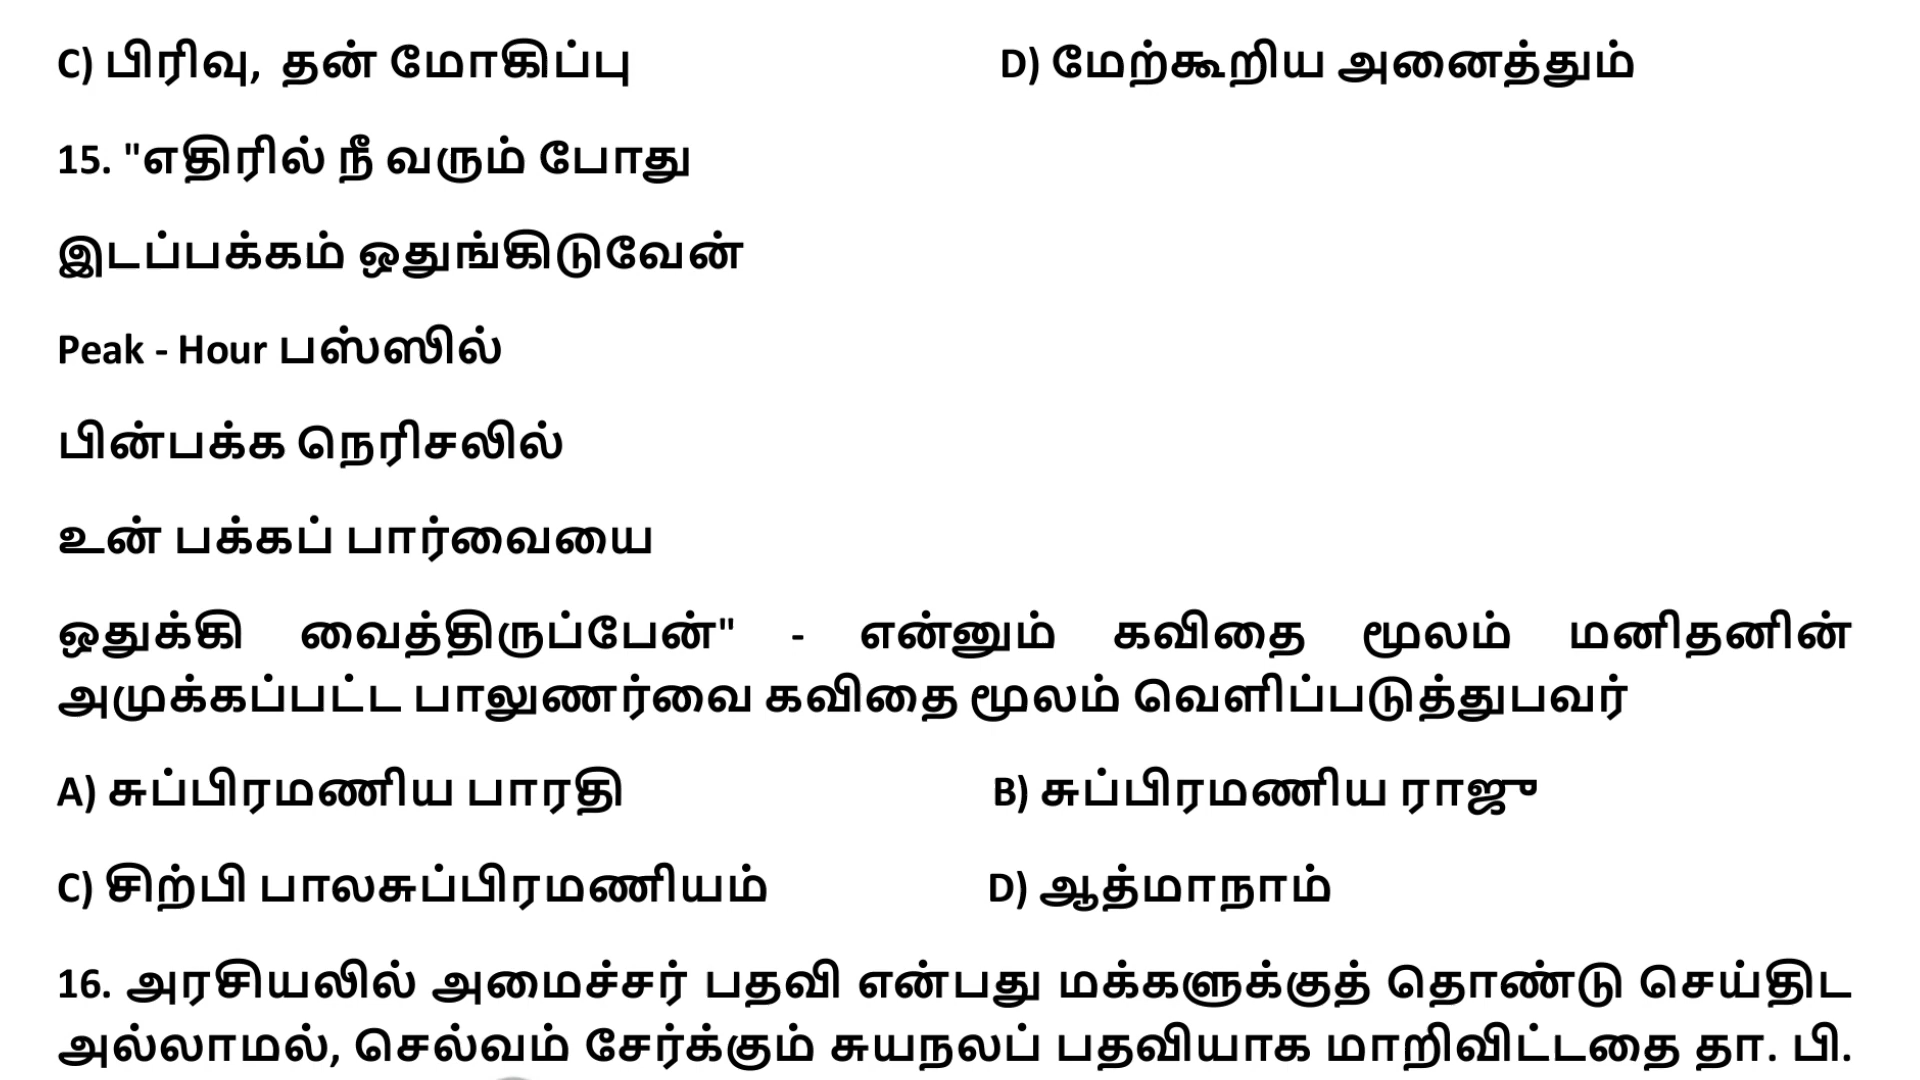 C) பிரிவு, தன் மோகிப்பு D) மேற்கூறிய அனைத்தும்
15. "எதிரில் நீ வரும் போது
இடப்பக்கம் ஒதுங்கிடுவேன்
Peak - Hour பஸ்ஸில்
பின்பக்க நெரிசலில்
உன் பக்கப் பார்வையை
ஒதுக்கி வைத்திருப்பேன்" - என்னும் கவிதை மூலம் மனிதனின்
அமுக்கப்பட்ட பாலுணர்வை கவிதை மூலம் வெளிப்படுத்துபவர்
A) சுப்பிரமணிய பாரதி B) சுப்பிரமணிய ராஜு
C) சிற்பி பாலசுப்பிரமணியம் D) ஆத்மாநாம்
16. அரசியலில் அமைச்சர் பதவி என்பது மக்களுக்குத் தொண்டு செய்திட
அல்லாமல், செல்வம் சேர்க்கும் சுயநலப் பதவியாக மாறிவிட்டதை தா. பி.